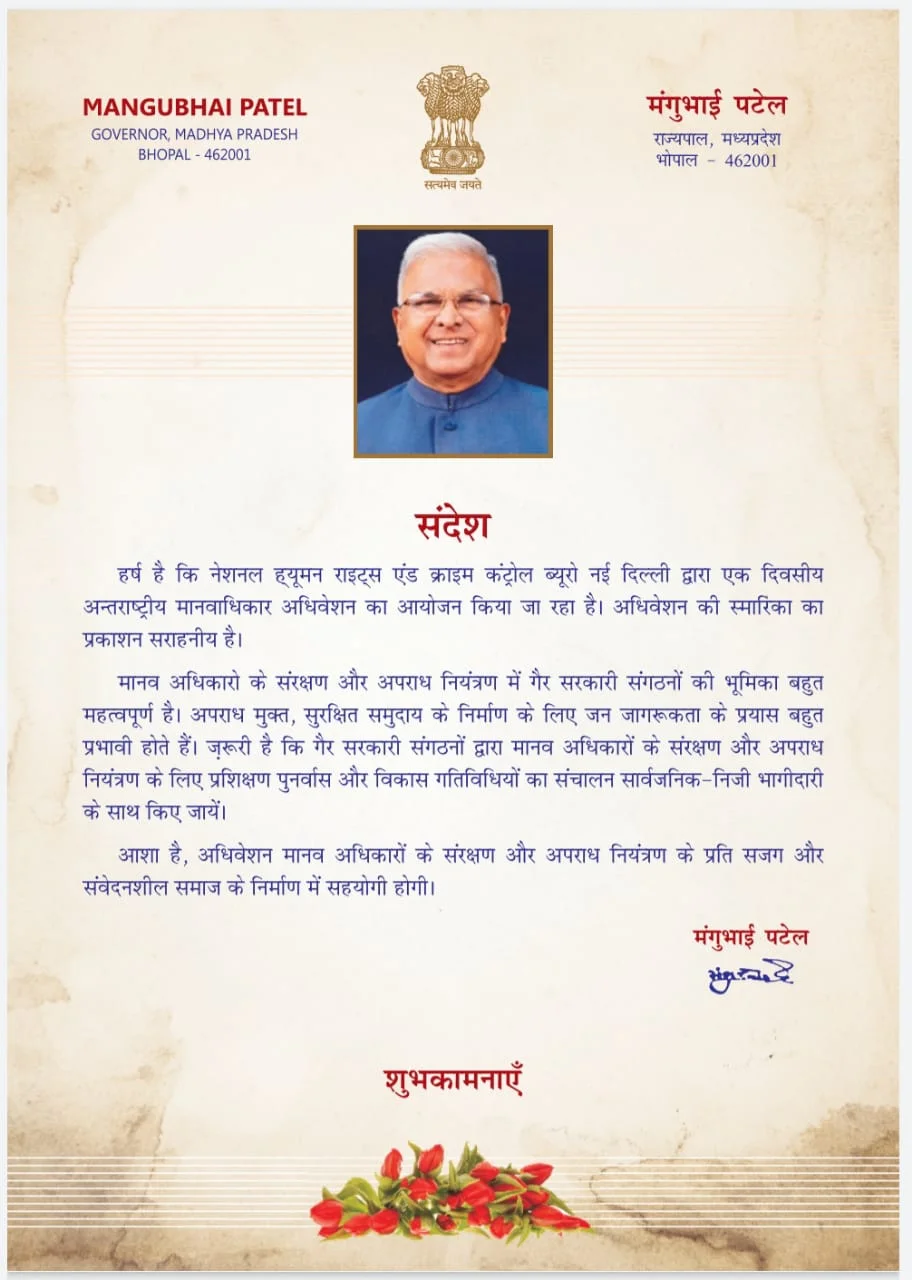 MANGUBHAI PATEL
GOVERNOR, MADHYA PRADESH
BHOPAL - 462001
सत्यमेव जयते
मंगुभाई पटेल
राज्यपाल, मध्यप्रदेश
भोपाल - 462001
संदेश
हर्ष है कि नेशनल ह्यूमन राइट्स एंड क्राइम कंट्रोल ब्यूरो नई दिल्ली द्वारा एक दिवसीय
अन्तराष्ट्रीय मानवाधिकार अधिवेशन का आयोजन किया जा रहा है। अधिवेशन की स्मारिका का
प्रकाशन सराहनीय है।
मानव अधिकारो के संरक्षण और अपराध नियंत्रण में गैर सरकारी संगठनों की भूमिका बहुत
महत्वपूर्ण है। अपराध मुक्त, सुरक्षित समुदाय के निर्माण के लिए जन जागरूकता के प्रयास बहुत
प्रभावी होते हैं। ज़रूरी है कि गैर सरकारी संगठनों द्वारा मानव अधिकारों के संरक्षण और अपराध
नियंत्रण के लिए प्रशिक्षण पुनर्वास और विकास गतिविधियों का संचालन सार्वजनिक-निजी भागीदारी
के साथ किए जायें।
आशा है, अधिवेशन मानव अधिकारों के संरक्षण और अपराध नियंत्रण के प्रति सजग और
संवेदनशील समाज के निर्माण में सहयोगी होगी।
मंगुभाई पटेल
शुभकामनाएँ